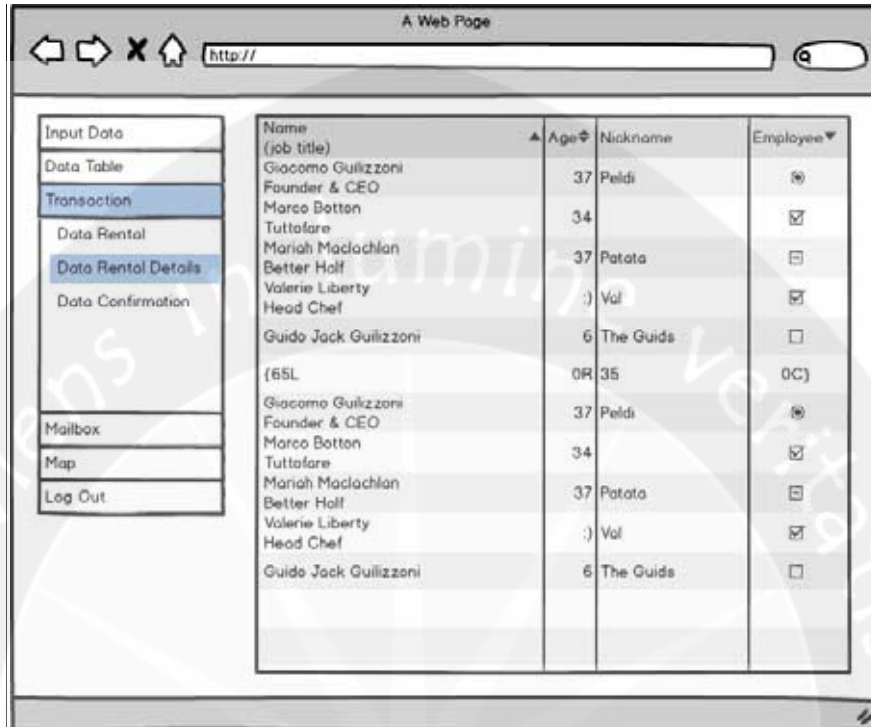 A Web Page
http://
Input Data
Data Table
Transaction
Data Rental
Data Rental Details
Data Confirmation
Mailbox
Map
Log Out
Name
(job title) Age Nickname Employee
Giacomo Guilizzoni
Founder & CEO 37 Peldi
Marco Botton
Tuttofare 34
Mariah Maclachlan
Better Half 37 Patata
Valerie Liberty
Head Chef :) Val
Guido Jack Guilizzoni 6 The Guids
{65L 0R 35 0C}
Giacomo Guilizzoni
Founder & CEO 37 Peldi
Marco Botton
Tuttofare 34
Mariah Maclachlan
Better Half 37 Patata
Valerie Liberty
Head Chef :) Val
Guido Jack Guilizzoni 6 The Guids
lumine veritatis